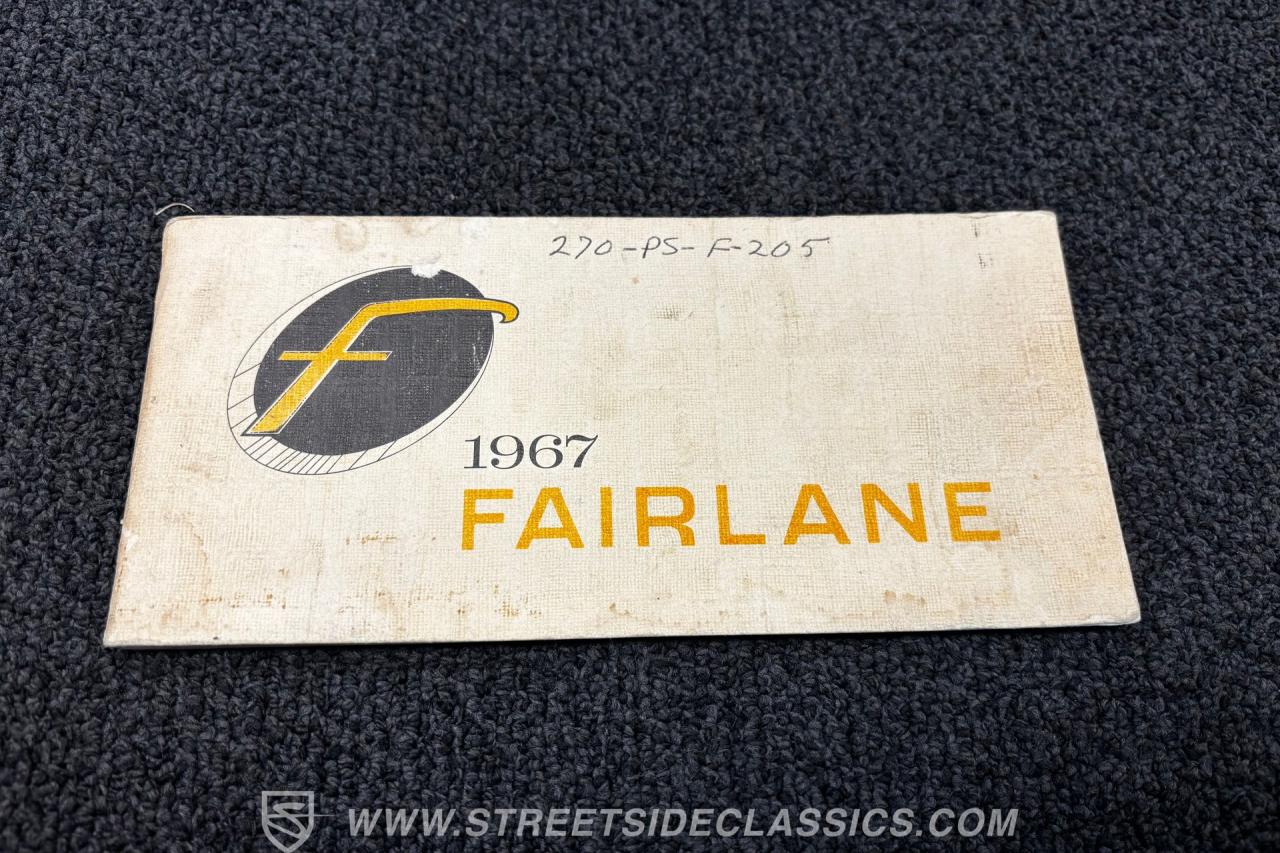 270-PS-F-205
f
1967
FAIRLANE
S WWW.STREETSIDECLASSICS.COM